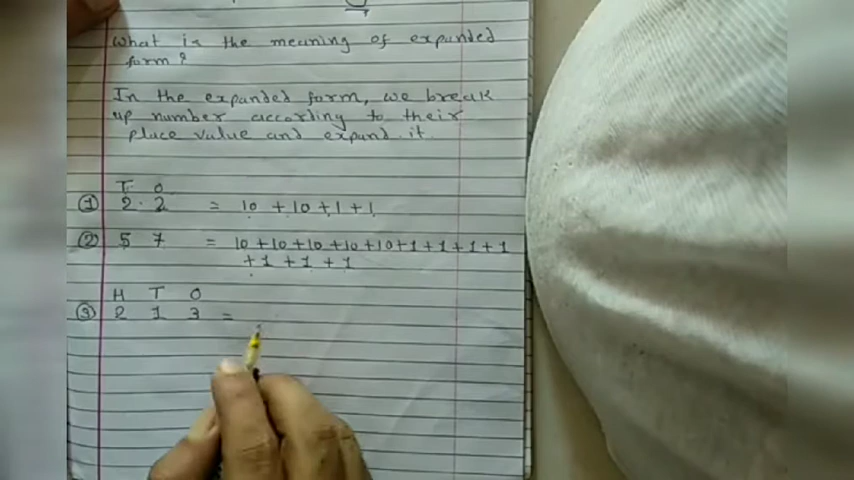 What is the meaning of expanded
form?
In the expanded form, we break
up number according to their
place value and expand it.
T O
① 2 2 = 10 + 10 + 1 + 1
② 5 7 = 10 + 10 + 10 + 10 + 10 + 1 + 1 + 1 + 1
+ 1 + 1 + 1
H T O
③ 2 1 3 =